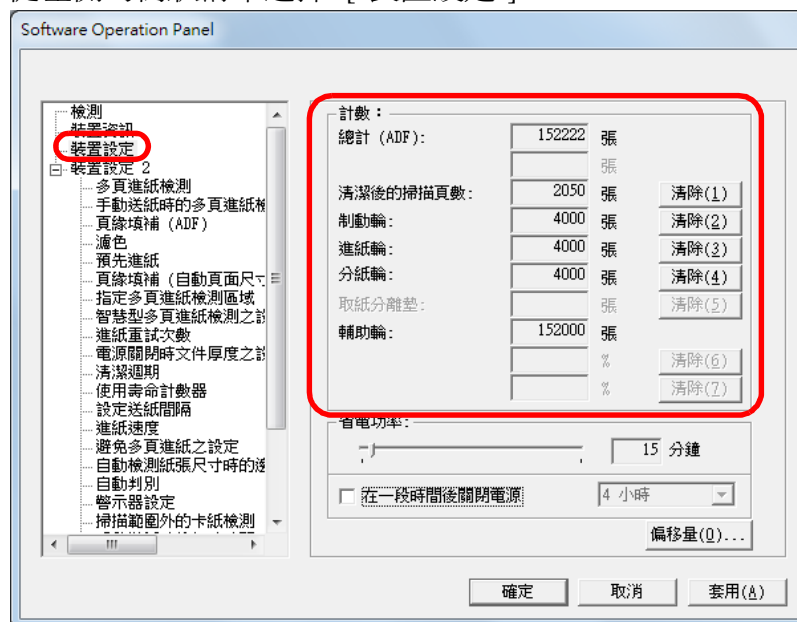 Software Operation Panel
檢測
裝置資訊
裝置設定
裝置設定 2
多頁進紙檢測
手動送紙時的多頁進紙檢
頁緣填補 (ADF)
濾色
預先進紙
頁緣填補 (自動頁面尺寸
指定多頁進紙檢測區域
智慧型多頁進紙檢測之設
進紙重試次數
電源關閉時文件厚度之設
清潔週期
使用壽命計數器
設定送紙間隔
進紙速度
避免多頁進紙之設定
自動檢測紙張尺寸時的邊
自動判別
警示器設定
掃描範圍外的卡紙檢測
計數：
總計 (ADF): 152222 張
張
清潔後的掃描頁數: 2050 張 清除(1)
制動輪: 4000 張 清除(2)
進紙輪: 4000 張 清除(3)
分紙輪: 4000 張 清除(4)
取紙分離墊: 張 清除(5)
輔助輪: 152000 張
% 清除(6)
% 清除(7)
省電功率:
15 分鐘
在一段時間後關閉電源 4 小時
偏移量(O)...
確定 取消 套用(A)